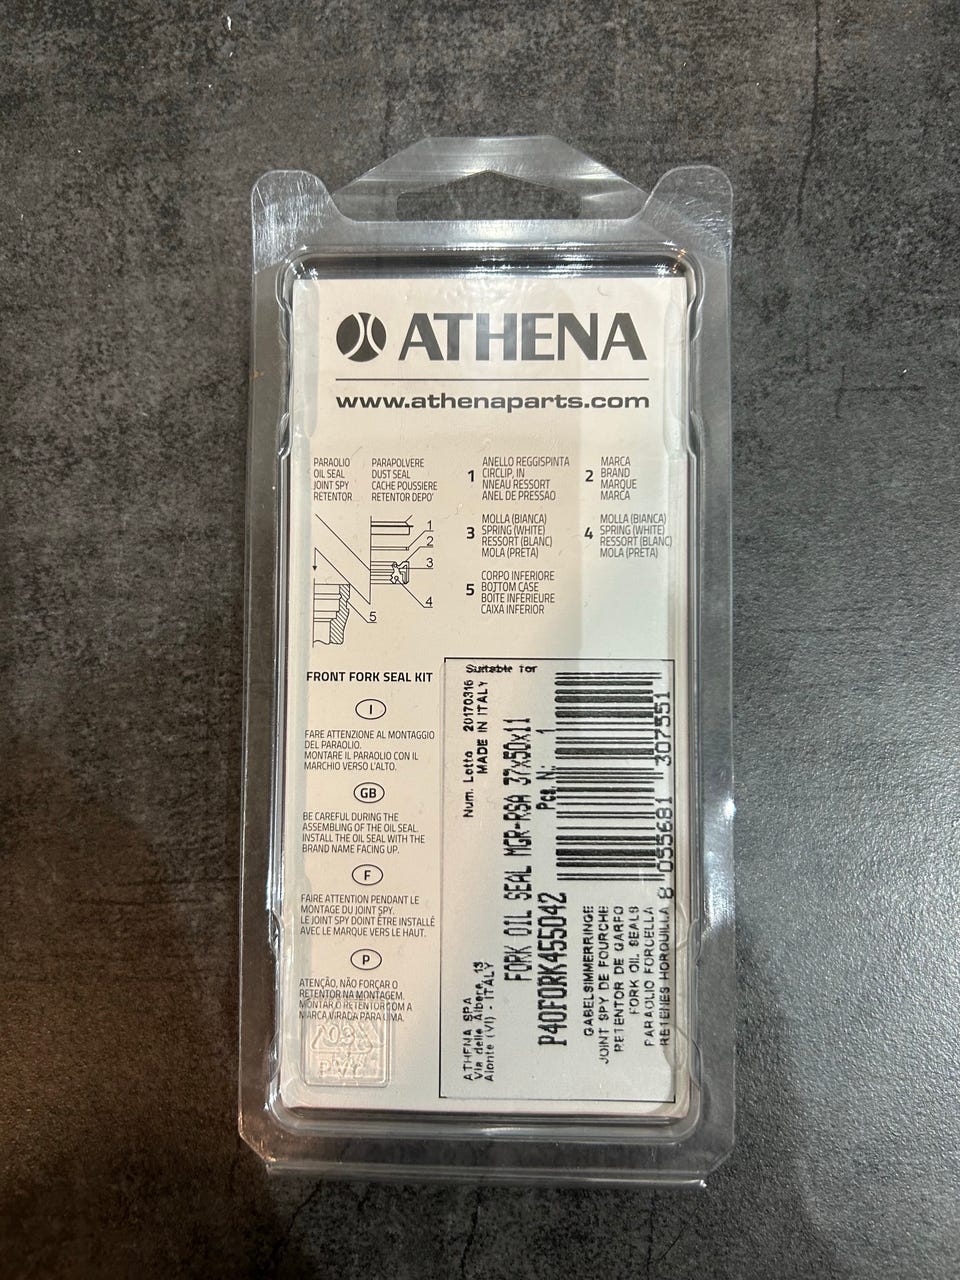 ATHENA
www.athenaparts.com
PARAOLIO
OIL SEAL
JOINT SPY
RETENTOR
PARAPOLVERE
DUST SEAL
CACHE POUSSIERE
RETENTOR DEPO'
1
ANELLO REGGISPINTA
CIRCLIP, IN
NNEAU RESSORT
ANEL DE PRESSAO
2
MARCA
BRAND
MARQUE
MARCA
3
MOLLA (BIANCA)
SPRING (WHITE)
RESSORT (BLANC)
MOLA (PRETA)
4
MOLLA (BIANCA)
SPRING (WHITE)
RESSORT (BLANC)
MOLA (PRETA)
5
CORPO INFERIORE
BOTTOM CASE
BOITE INFERIEURE
CAIXA INFERIOR
1
2
3
4
5
FRONT FORK SEAL KIT
I
FARE ATTENZIONE AL MONTAGGIO
DEL PARAOLIO.
MONTARE IL PARAOLIO CON IL
MARCHIO VERSO L'ALTO.
GB
BE CAREFUL DURING THE
ASSEMBLING OF THE OIL SEAL.
INSTALL THE OIL SEAL WITH THE
BRAND NAME FACING UP.
F
FAIRE ATTENTION PENDANT LE
MONTAGE DU JOINT SPY.
LE JOINT SPY DOINT ÊTRE INSTALLÉ
AVEC LE MARQUE VERS LE HAUT.
P
ATENÇÃO, NÃO FORÇAR O
RETENTOR NA MONTAGEM.
MONTAR O RETENTOR COM A
MARCA VIRADA PARA CIMA.
Suitable for
ATHENA SPA
Via delle Albere, 13
Alonte (VI) - ITALY
Num. Lotto 20170316
MADE IN ITALY
FORK OIL SEAL MGR-RSA 37x50x11
P40FORK455042
Pcs. N: 1
8 055681 307551
GABELSIMMERRINGE
JOINT SPY DE FOURCHE
RETENTOR DE GARFO
FORK OIL SEALS
PARAOLIO FORCELLA
RETENES HORQUILLA